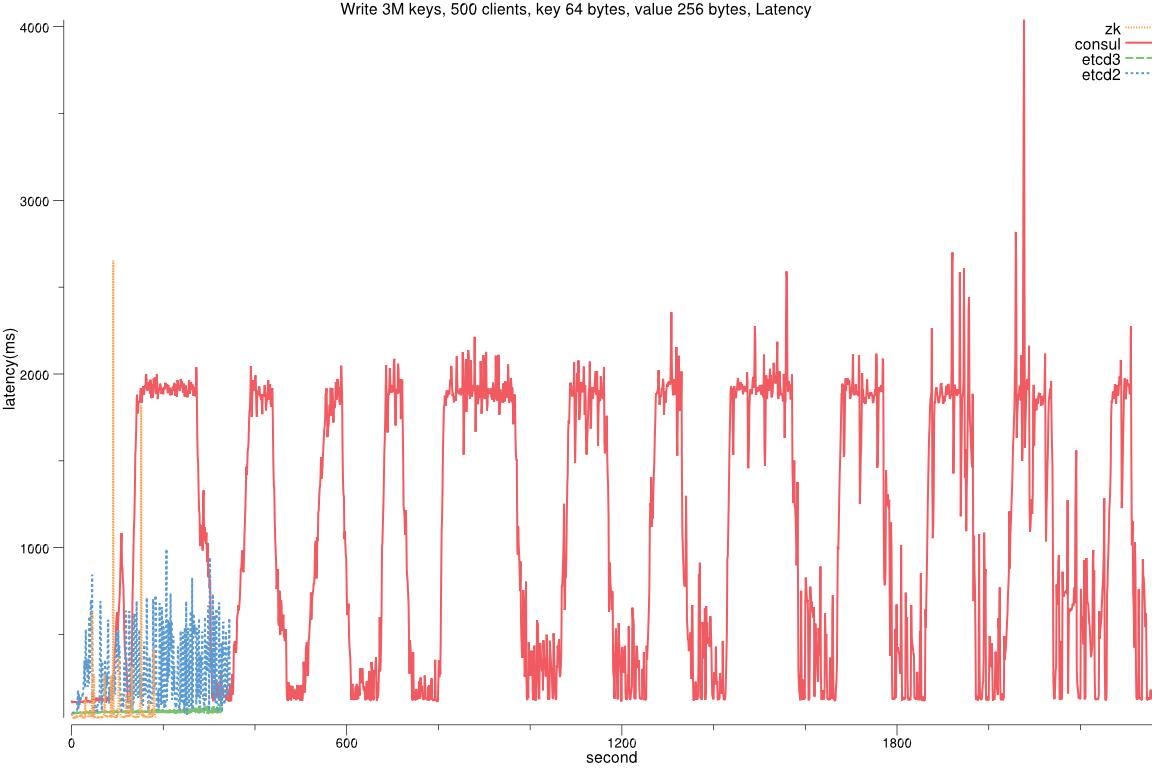 Write 3M keys, 500 clients, key 64 bytes, value 256 bytes, Latency
4000
3000
2000
1000
latency(ms)
zk
consul
etcd3
etcd2
0
600
1200
1800
second